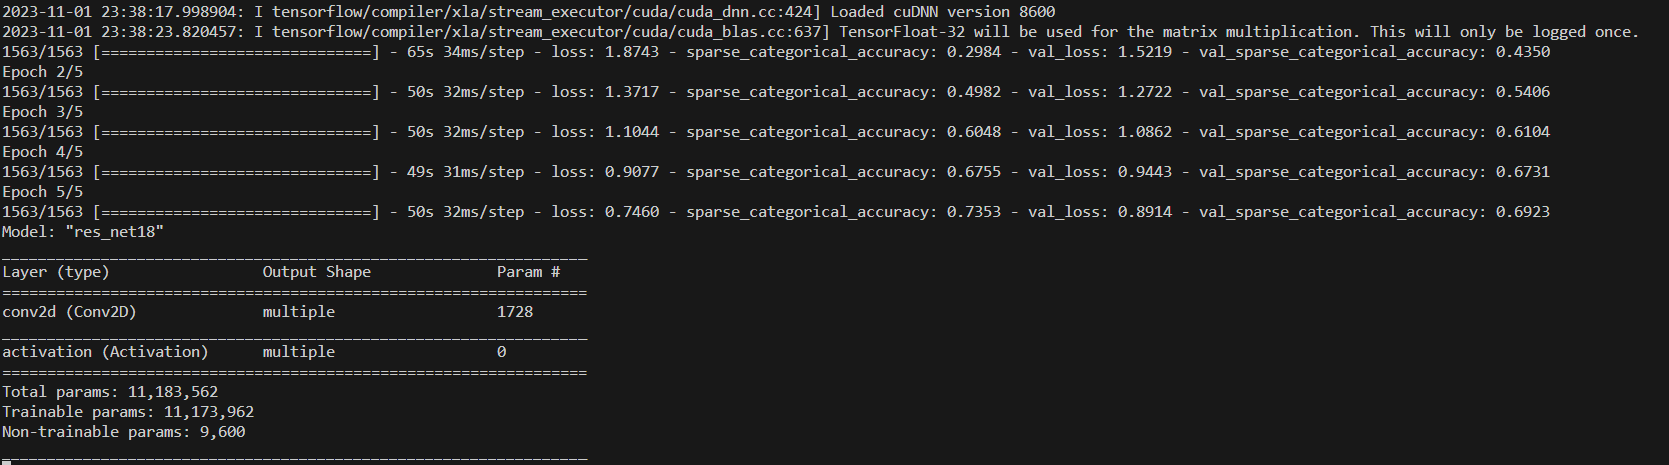 2023-11-01 23:38:17.998904: I tensorflow/compiler/xla/stream_executor/cuda/cuda_dnn.cc:424] Loaded cuDNN version 8600
2023-11-01 23:38:23.820457: I tensorflow/compiler/xla/stream_executor/cuda/cuda_blas.cc:637] TensorFloat-32 will be used for the matrix multiplication. This will only be logged once.
1563/1563 [==============================] - 65s 34ms/step - loss: 1.8743 - sparse_categorical_accuracy: 0.2984 - val_loss: 1.5219 - val_sparse_categorical_accuracy: 0.4350
Epoch 2/5
1563/1563 [==============================] - 50s 32ms/step - loss: 1.3717 - sparse_categorical_accuracy: 0.4982 - val_loss: 1.2722 - val_sparse_categorical_accuracy: 0.5406
Epoch 3/5
1563/1563 [==============================] - 50s 32ms/step - loss: 1.1044 - sparse_categorical_accuracy: 0.6048 - val_loss: 1.0862 - val_sparse_categorical_accuracy: 0.6104
Epoch 4/5
1563/1563 [==============================] - 49s 31ms/step - loss: 0.9077 - sparse_categorical_accuracy: 0.6755 - val_loss: 0.9443 - val_sparse_categorical_accuracy: 0.6731
Epoch 5/5
1563/1563 [==============================] - 50s 32ms/step - loss: 0.7460 - sparse_categorical_accuracy: 0.7353 - val_loss: 0.8914 - val_sparse_categorical_accuracy: 0.6923
Model: "res_net18"
_________________________________________________________________
Layer (type)                Output Shape              Param #
=================================================================
conv2d (Conv2D)             multiple                  1728
_________________________________________________________________
activation (Activation)     multiple                  0
=================================================================
Total params: 11,183,562
Trainable params: 11,173,962
Non-trainable params: 9,600
_________________________________________________________________